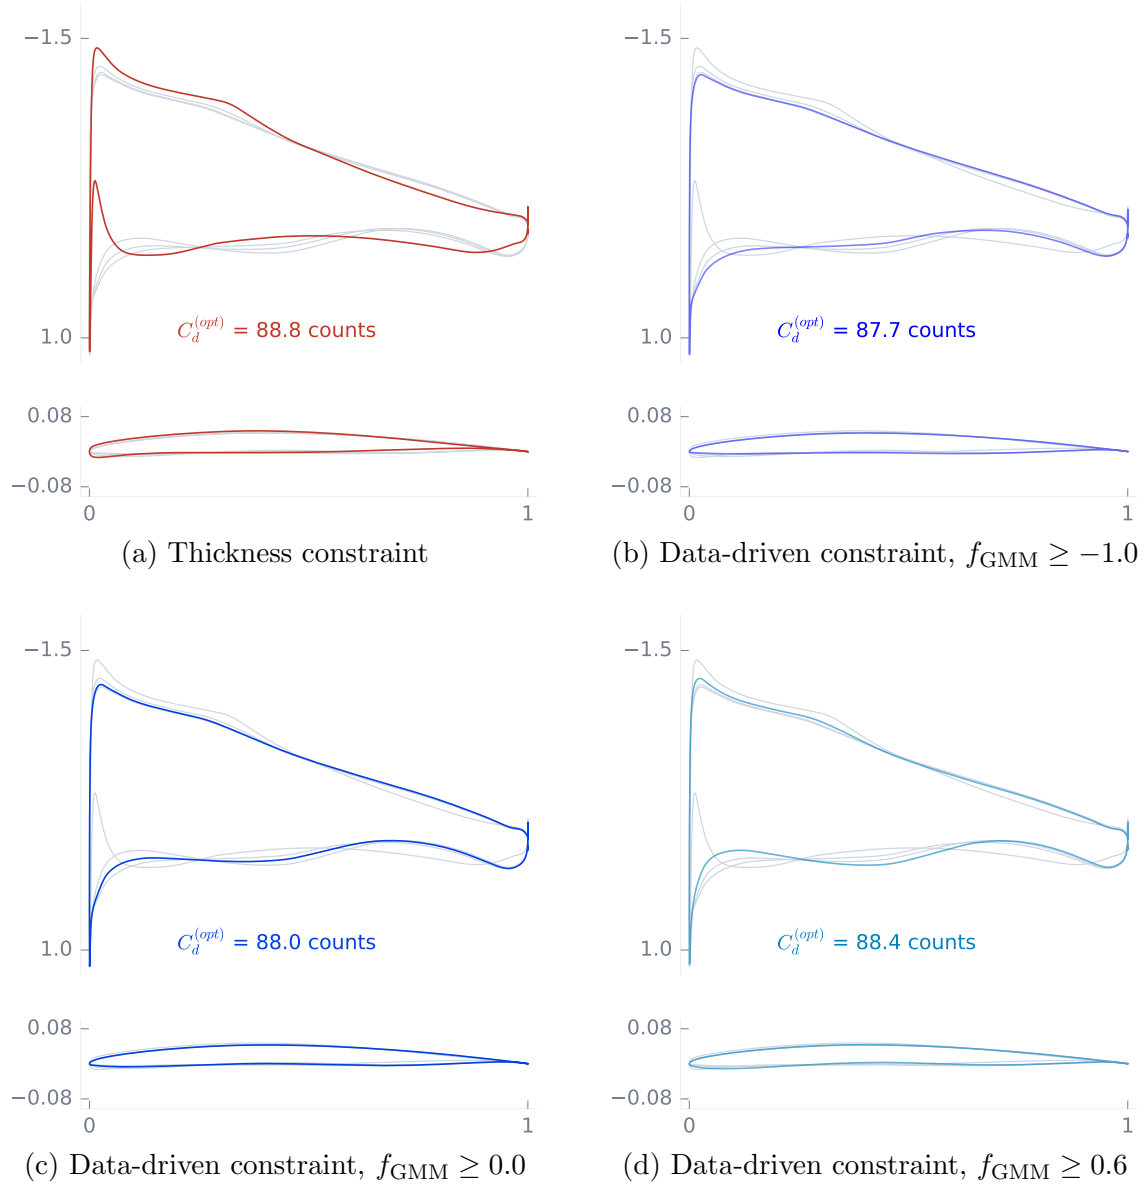 −1.5
1.0
C_d^{(opt)} = 88.8 counts
0.08
−0.08
0 1
(a) Thickness constraint
−1.5
1.0
C_d^{(opt)} = 87.7 counts
0.08
−0.08
0 1
(b) Data-driven constraint, f_GMM ≥ −1.0
−1.5
1.0
C_d^{(opt)} = 88.0 counts
0.08
−0.08
0 1
(c) Data-driven constraint, f_GMM ≥ 0.0
−1.5
1.0
C_d^{(opt)} = 88.4 counts
0.08
−0.08
0 1
(d) Data-driven constraint, f_GMM ≥ 0.6